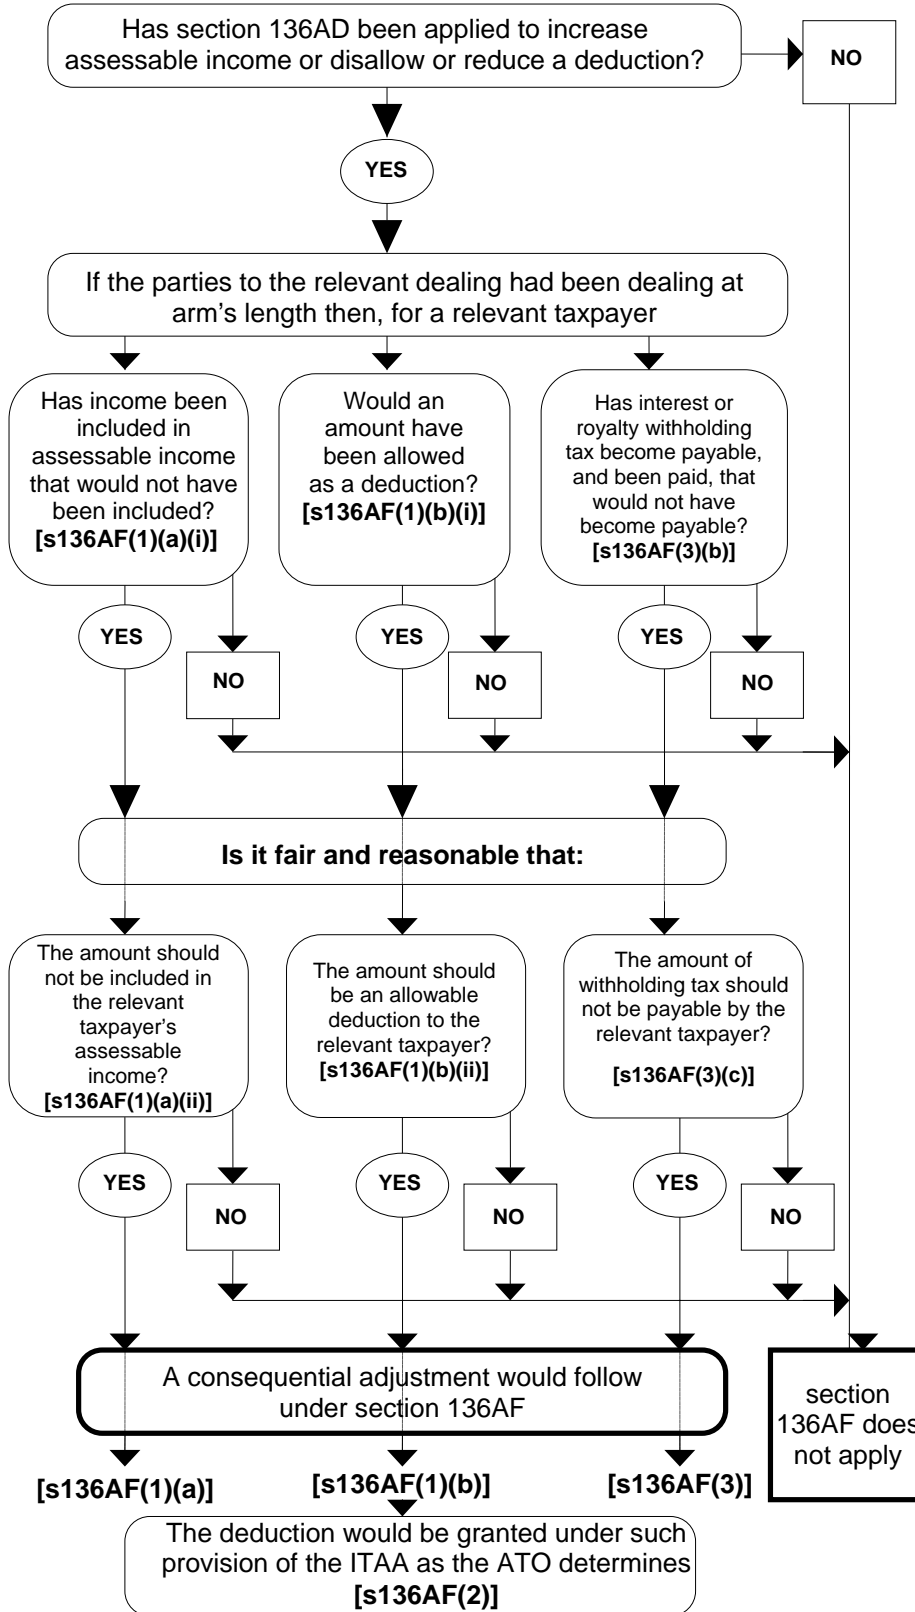 Has section 136AD been applied to increase
assessable income or disallow or reduce a deduction?
NO
YES
If the parties to the relevant dealing had been dealing at
arm's length then, for a relevant taxpayer
Has income been
included in
assessable income
that would not have
been included?
[s136AF(1)(a)(i)]
Would an
amount have
been allowed
as a deduction?
[s136AF(1)(b)(i)]
Has interest or
royalty withholding
tax become payable,
and been paid, that
would not have
become payable?
[s136AF(3)(b)]
YES
NO
YES
NO
YES
NO
Is it fair and reasonable that:
The amount should
not be included in
the relevant
taxpayer's
assessable
income?
[s136AF(1)(a)(ii)]
The amount should
be an allowable
deduction to the
relevant taxpayer?
[s136AF(1)(b)(ii)]
The amount of
withholding tax should
not be payable by the
relevant taxpayer?
[s136AF(3)(c)]
YES
NO
YES
NO
YES
NO
A consequential adjustment would follow
under section 136AF
section
136AF does
not apply
[s136AF(1)(a)]
[s136AF(1)(b)]
[s136AF(3)]
The deduction would be granted under such
provision of the ITAA as the ATO determines
[s136AF(2)]